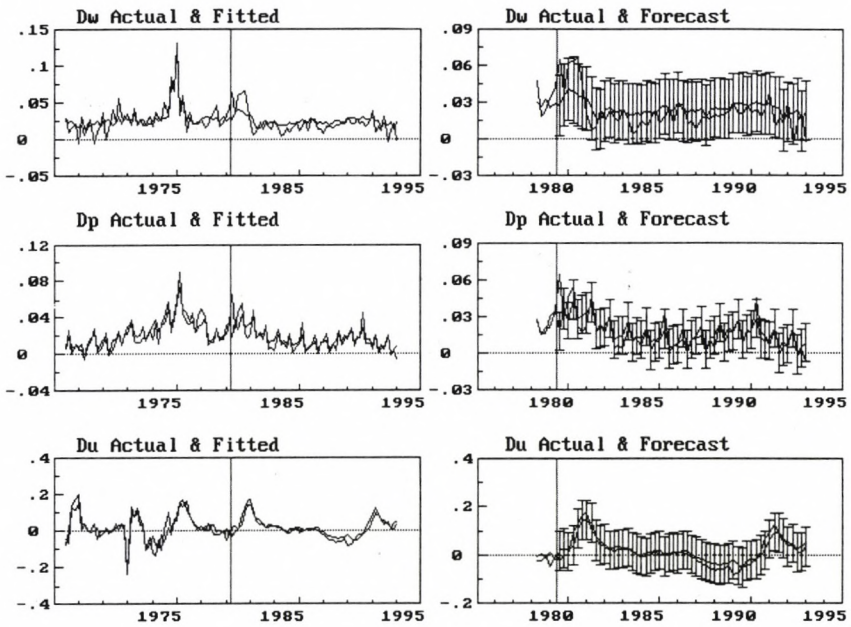 Dw Actual & Fitted
.15
.1
.05
0
-.05
1975 1985 1995
Dw Actual & Forecast
.09
.06
.03
0
-.03
1980 1985 1990 1995
Dp Actual & Fitted
.12
.08
.04
0
-.04
1975 1985 1995
Dp Actual & Forecast
.09
.06
.03
0
-.03
1980 1985 1990 1995
Du Actual & Fitted
.4
.2
0
-.2
-.4
1975 1985 1995
Du Actual & Forecast
.4
.2
0
-.2
1980 1985 1990 1995